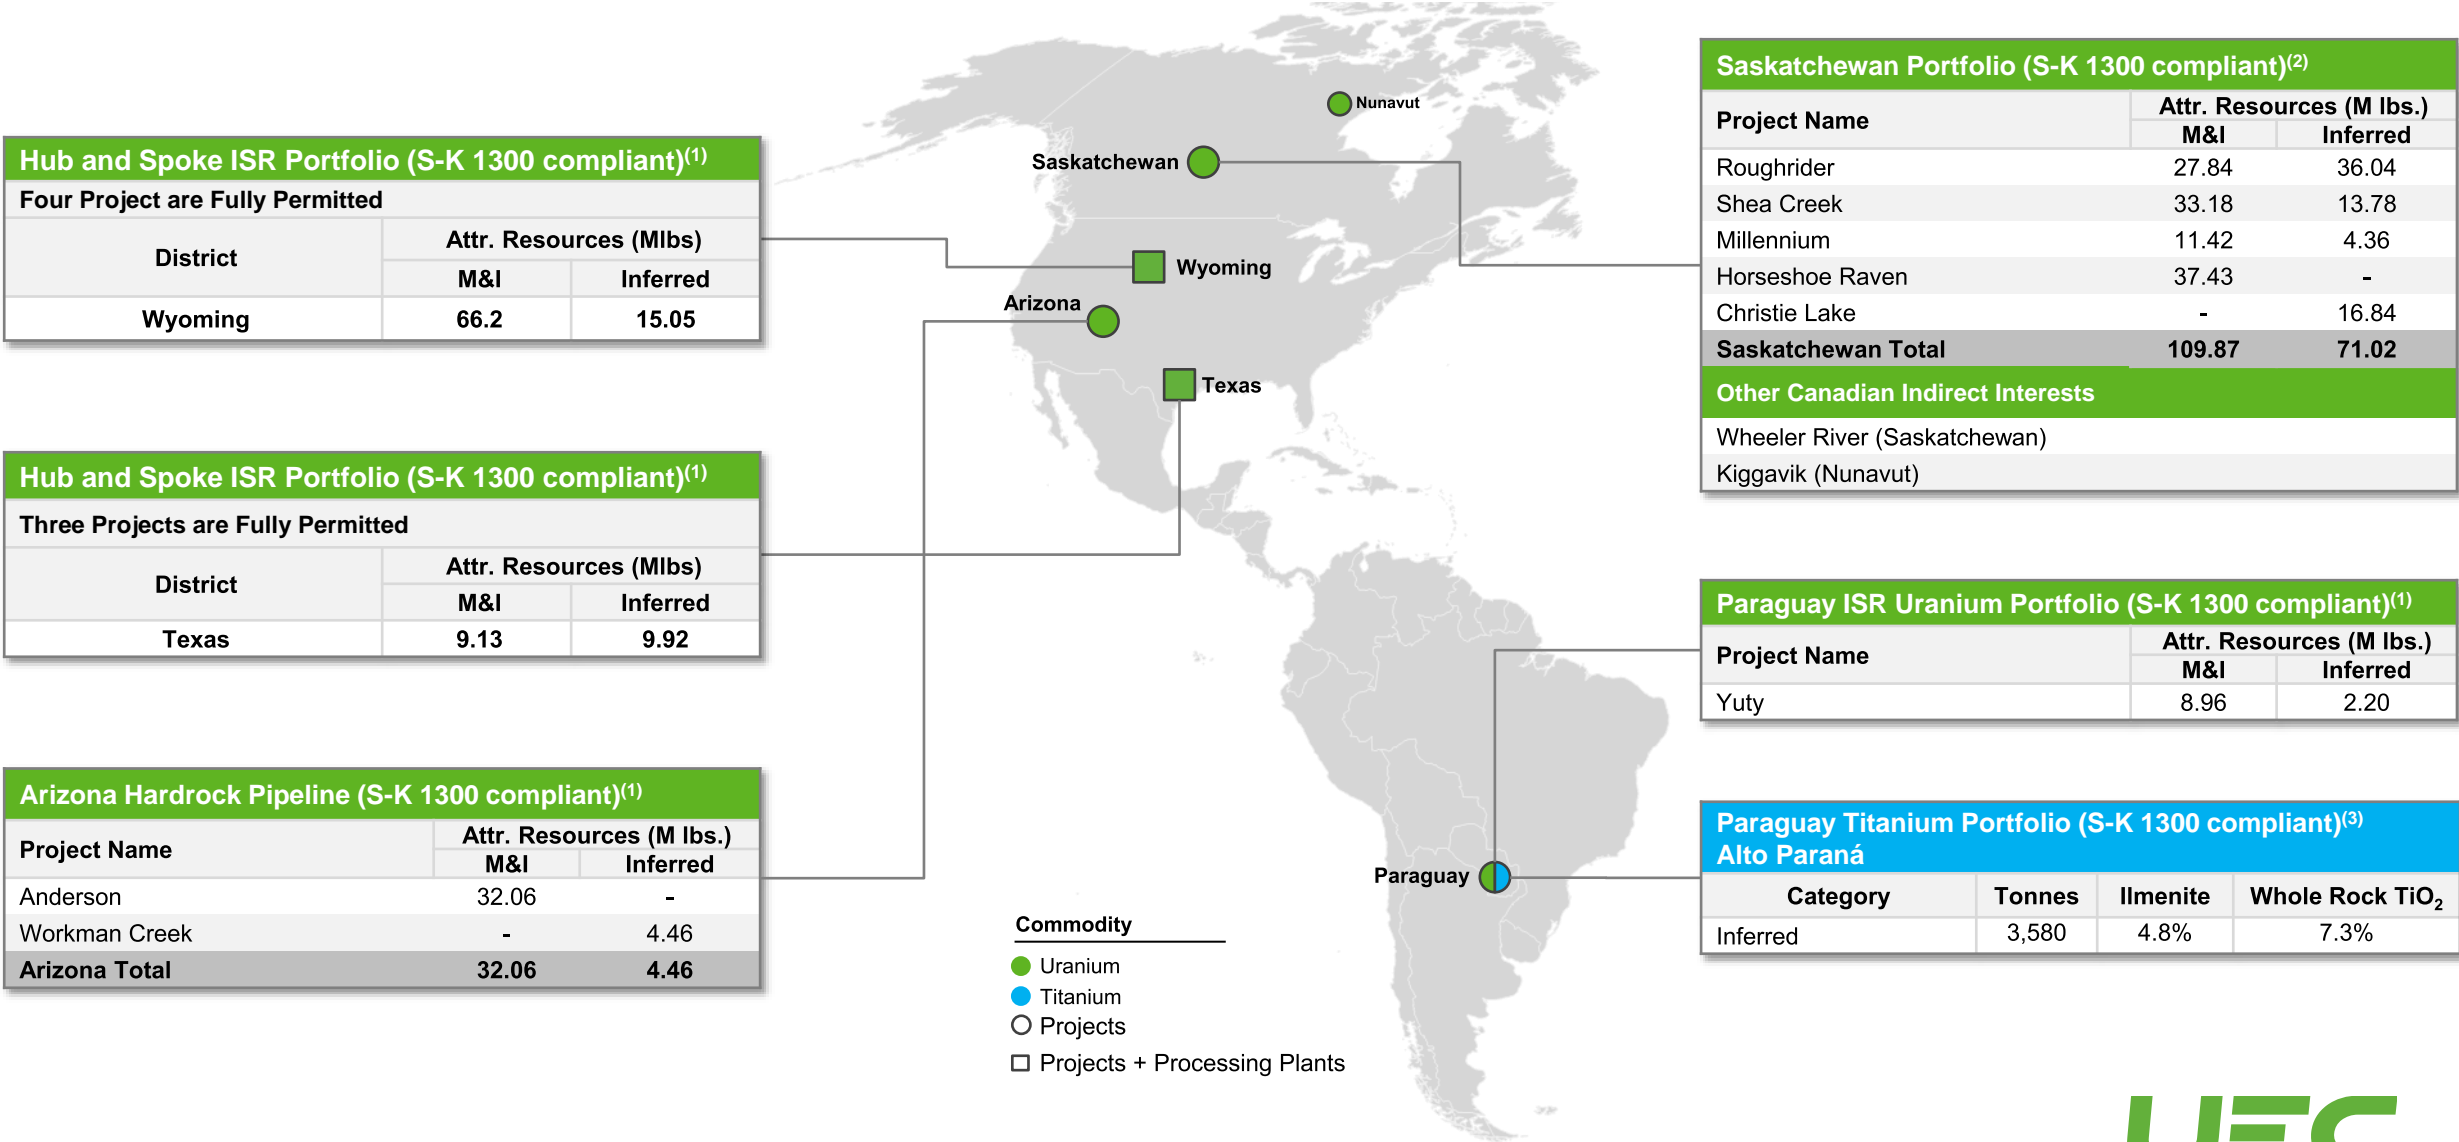 Hub and Spoke ISR Portfolio (S-K 1300 compliant)(1)
Four Project are Fully Permitted
District
Attr. Resources (Mlbs)
M&I Inferred
Wyoming 66.2 15.05
Hub and Spoke ISR Portfolio (S-K 1300 compliant)(1)
Three Projects are Fully Permitted
District
Attr. Resources (Mlbs)
M&I Inferred
Texas 9.13 9.92
Arizona Hardrock Pipeline (S-K 1300 compliant)(1)
Project Name
Attr. Resources (M lbs.)
M&I Inferred
Anderson 32.06 -
Workman Creek - 4.46
Arizona Total 32.06 4.46
Nunavut
Saskatchewan
Wyoming
Arizona
Texas
Paraguay
Commodity
Uranium
Titanium
Projects
Projects + Processing Plants
Saskatchewan Portfolio (S-K 1300 compliant)(2)
Project Name
Attr. Resources (M lbs.)
M&I Inferred
Roughrider 27.84 36.04
Shea Creek 33.18 13.78
Millennium 11.42 4.36
Horseshoe Raven 37.43 -
Christie Lake - 16.84
Saskatchewan Total 109.87 71.02
Other Canadian Indirect Interests
Wheeler River (Saskatchewan)
Kiggavik (Nunavut)
Paraguay ISR Uranium Portfolio (S-K 1300 compliant)(1)
Project Name
Attr. Resources (M lbs.)
M&I Inferred
Yuty 8.96 2.20
Paraguay Titanium Portfolio (S-K 1300 compliant)(3)
Alto Paraná
Category Tonnes Ilmenite Whole Rock TiO2
Inferred 3,580 4.8% 7.3%
UEC